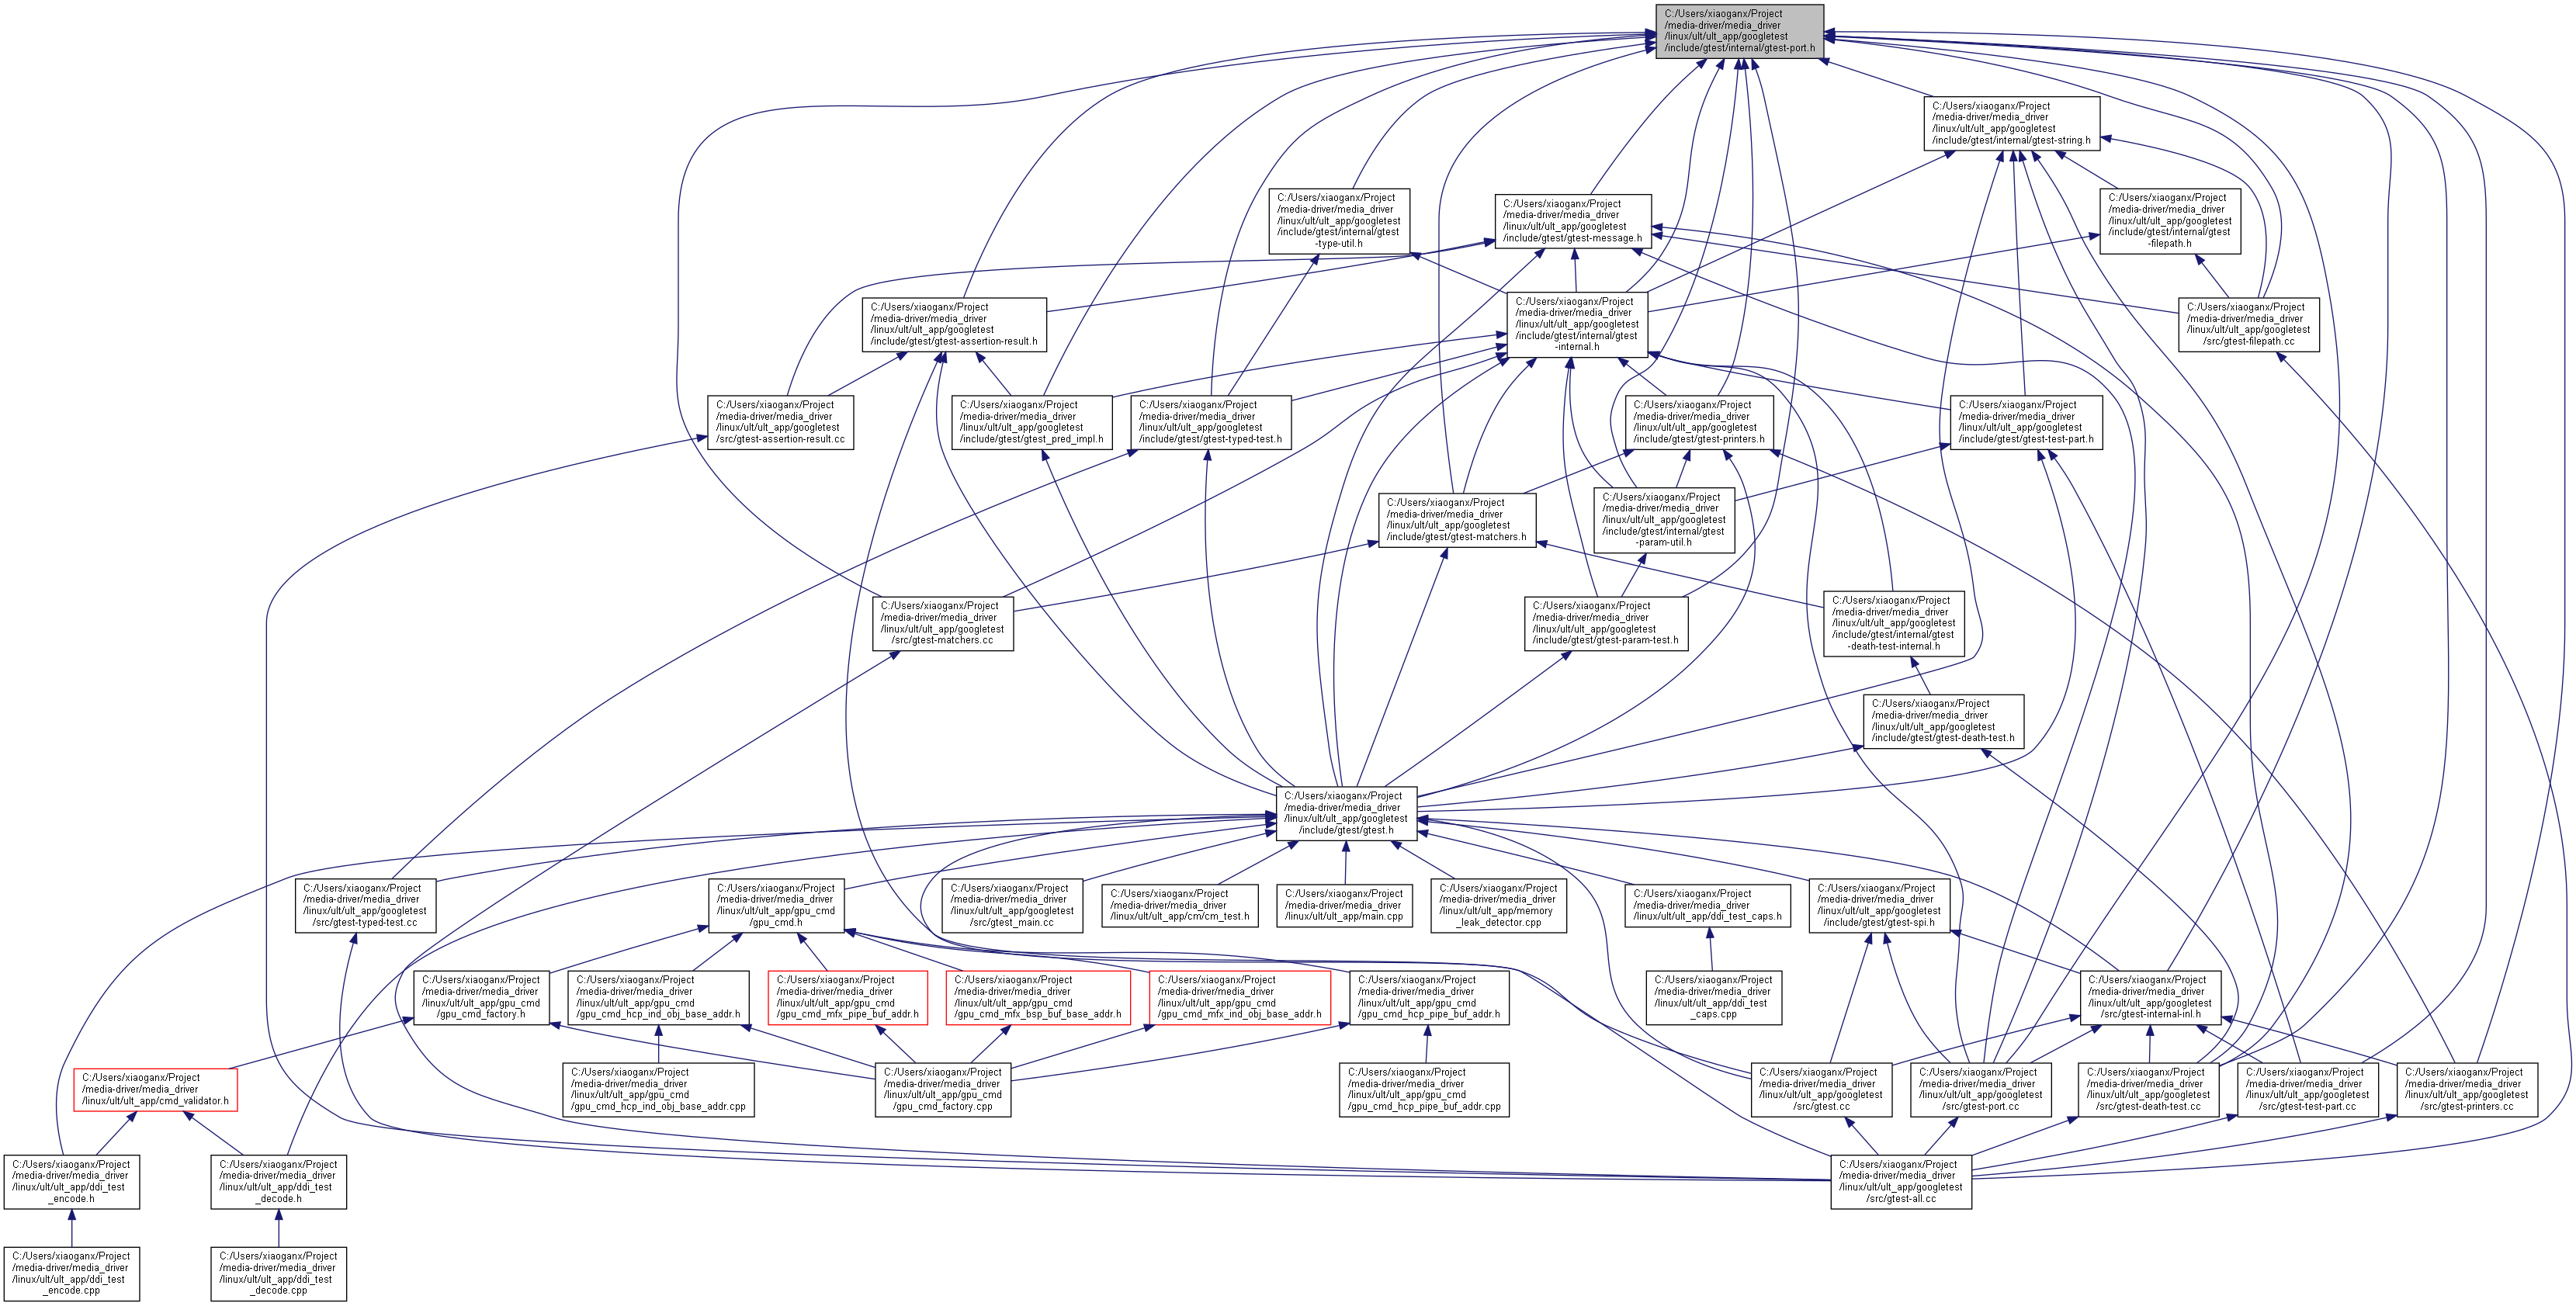 C:/Users/xiaoganx/Project
/media-driver/media_driver
/linux/ult/ult_app/googletest
/include/gtest/internal/gtest-port.h
C:/Users/xiaoganx/Project
/media-driver/media_driver
/linux/ult/ult_app/googletest
/include/gtest/internal/gtest-string.h
C:/Users/xiaoganx/Project
/media-driver/media_driver
/linux/ult/ult_app/googletest
/include/gtest/internal/gtest
-type-util.h
C:/Users/xiaoganx/Project
/media-driver/media_driver
/linux/ult/ult_app/googletest
/include/gtest/gtest-message.h
C:/Users/xiaoganx/Project
/media-driver/media_driver
/linux/ult/ult_app/googletest
/include/gtest/internal/gtest
-filepath.h
C:/Users/xiaoganx/Project
/media-driver/media_driver
/linux/ult/ult_app/googletest
/include/gtest/gtest-assertion-result.h
C:/Users/xiaoganx/Project
/media-driver/media_driver
/linux/ult/ult_app/googletest
/include/gtest/internal/gtest
-internal.h
C:/Users/xiaoganx/Project
/media-driver/media_driver
/linux/ult/ult_app/googletest
/src/gtest-filepath.cc
C:/Users/xiaoganx/Project
/media-driver/media_driver
/linux/ult/ult_app/googletest
/src/gtest-assertion-result.cc
C:/Users/xiaoganx/Project
/media-driver/media_driver
/linux/ult/ult_app/googletest
/include/gtest/gtest_pred_impl.h
C:/Users/xiaoganx/Project
/media-driver/media_driver
/linux/ult/ult_app/googletest
/include/gtest/gtest-typed-test.h
C:/Users/xiaoganx/Project
/media-driver/media_driver
/linux/ult/ult_app/googletest
/include/gtest/gtest-printers.h
C:/Users/xiaoganx/Project
/media-driver/media_driver
/linux/ult/ult_app/googletest
/include/gtest/gtest-test-part.h
C:/Users/xiaoganx/Project
/media-driver/media_driver
/linux/ult/ult_app/googletest
/include/gtest/gtest-matchers.h
C:/Users/xiaoganx/Project
/media-driver/media_driver
/linux/ult/ult_app/googletest
/include/gtest/internal/gtest
-param-util.h
C:/Users/xiaoganx/Project
/media-driver/media_driver
/linux/ult/ult_app/googletest
/src/gtest-matchers.cc
C:/Users/xiaoganx/Project
/media-driver/media_driver
/linux/ult/ult_app/googletest
/include/gtest/gtest-param-test.h
C:/Users/xiaoganx/Project
/media-driver/media_driver
/linux/ult/ult_app/googletest
/include/gtest/internal/gtest
-death-test-internal.h
C:/Users/xiaoganx/Project
/media-driver/media_driver
/linux/ult/ult_app/googletest
/include/gtest/gtest-death-test.h
C:/Users/xiaoganx/Project
/media-driver/media_driver
/linux/ult/ult_app/googletest
/include/gtest/gtest.h
C:/Users/xiaoganx/Project
/media-driver/media_driver
/linux/ult/ult_app/googletest
/src/gtest-typed-test.cc
C:/Users/xiaoganx/Project
/media-driver/media_driver
/linux/ult/ult_app/gpu_cmd
/gpu_cmd.h
C:/Users/xiaoganx/Project
/media-driver/media_driver
/linux/ult/ult_app/googletest
/src/gtest_main.cc
C:/Users/xiaoganx/Project
/media-driver/media_driver
/linux/ult/ult_app/cm/cm_test.h
C:/Users/xiaoganx/Project
/media-driver/media_driver
/linux/ult/ult_app/main.cpp
C:/Users/xiaoganx/Project
/media-driver/media_driver
/linux/ult/ult_app/memory
_leak_detector.cpp
C:/Users/xiaoganx/Project
/media-driver/media_driver
/linux/ult/ult_app/ddi_test_caps.h
C:/Users/xiaoganx/Project
/media-driver/media_driver
/linux/ult/ult_app/googletest
/include/gtest/gtest-spi.h
C:/Users/xiaoganx/Project
/media-driver/media_driver
/linux/ult/ult_app/gpu_cmd
/gpu_cmd_factory.h
C:/Users/xiaoganx/Project
/media-driver/media_driver
/linux/ult/ult_app/gpu_cmd
/gpu_cmd_hcp_ind_obj_base_addr.h
C:/Users/xiaoganx/Project
/media-driver/media_driver
/linux/ult/ult_app/gpu_cmd
/gpu_cmd_mfx_pipe_buf_addr.h
C:/Users/xiaoganx/Project
/media-driver/media_driver
/linux/ult/ult_app/gpu_cmd
/gpu_cmd_mfx_bsp_buf_base_addr.h
C:/Users/xiaoganx/Project
/media-driver/media_driver
/linux/ult/ult_app/gpu_cmd
/gpu_cmd_mfx_ind_obj_base_addr.h
C:/Users/xiaoganx/Project
/media-driver/media_driver
/linux/ult/ult_app/gpu_cmd
/gpu_cmd_hcp_pipe_buf_addr.h
C:/Users/xiaoganx/Project
/media-driver/media_driver
/linux/ult/ult_app/ddi_test
_caps.cpp
C:/Users/xiaoganx/Project
/media-driver/media_driver
/linux/ult/ult_app/googletest
/src/gtest-internal-inl.h
C:/Users/xiaoganx/Project
/media-driver/media_driver
/linux/ult/ult_app/cmd_validator.h
C:/Users/xiaoganx/Project
/media-driver/media_driver
/linux/ult/ult_app/gpu_cmd
/gpu_cmd_hcp_ind_obj_base_addr.cpp
C:/Users/xiaoganx/Project
/media-driver/media_driver
/linux/ult/ult_app/gpu_cmd
/gpu_cmd_factory.cpp
C:/Users/xiaoganx/Project
/media-driver/media_driver
/linux/ult/ult_app/gpu_cmd
/gpu_cmd_hcp_pipe_buf_addr.cpp
C:/Users/xiaoganx/Project
/media-driver/media_driver
/linux/ult/ult_app/googletest
/src/gtest.cc
C:/Users/xiaoganx/Project
/media-driver/media_driver
/linux/ult/ult_app/googletest
/src/gtest-port.cc
C:/Users/xiaoganx/Project
/media-driver/media_driver
/linux/ult/ult_app/googletest
/src/gtest-death-test.cc
C:/Users/xiaoganx/Project
/media-driver/media_driver
/linux/ult/ult_app/googletest
/src/gtest-test-part.cc
C:/Users/xiaoganx/Project
/media-driver/media_driver
/linux/ult/ult_app/googletest
/src/gtest-printers.cc
C:/Users/xiaoganx/Project
/media-driver/media_driver
/linux/ult/ult_app/ddi_test
_encode.h
C:/Users/xiaoganx/Project
/media-driver/media_driver
/linux/ult/ult_app/ddi_test
_decode.h
C:/Users/xiaoganx/Project
/media-driver/media_driver
/linux/ult/ult_app/googletest
/src/gtest-all.cc
C:/Users/xiaoganx/Project
/media-driver/media_driver
/linux/ult/ult_app/ddi_test
_encode.cpp
C:/Users/xiaoganx/Project
/media-driver/media_driver
/linux/ult/ult_app/ddi_test
_decode.cpp